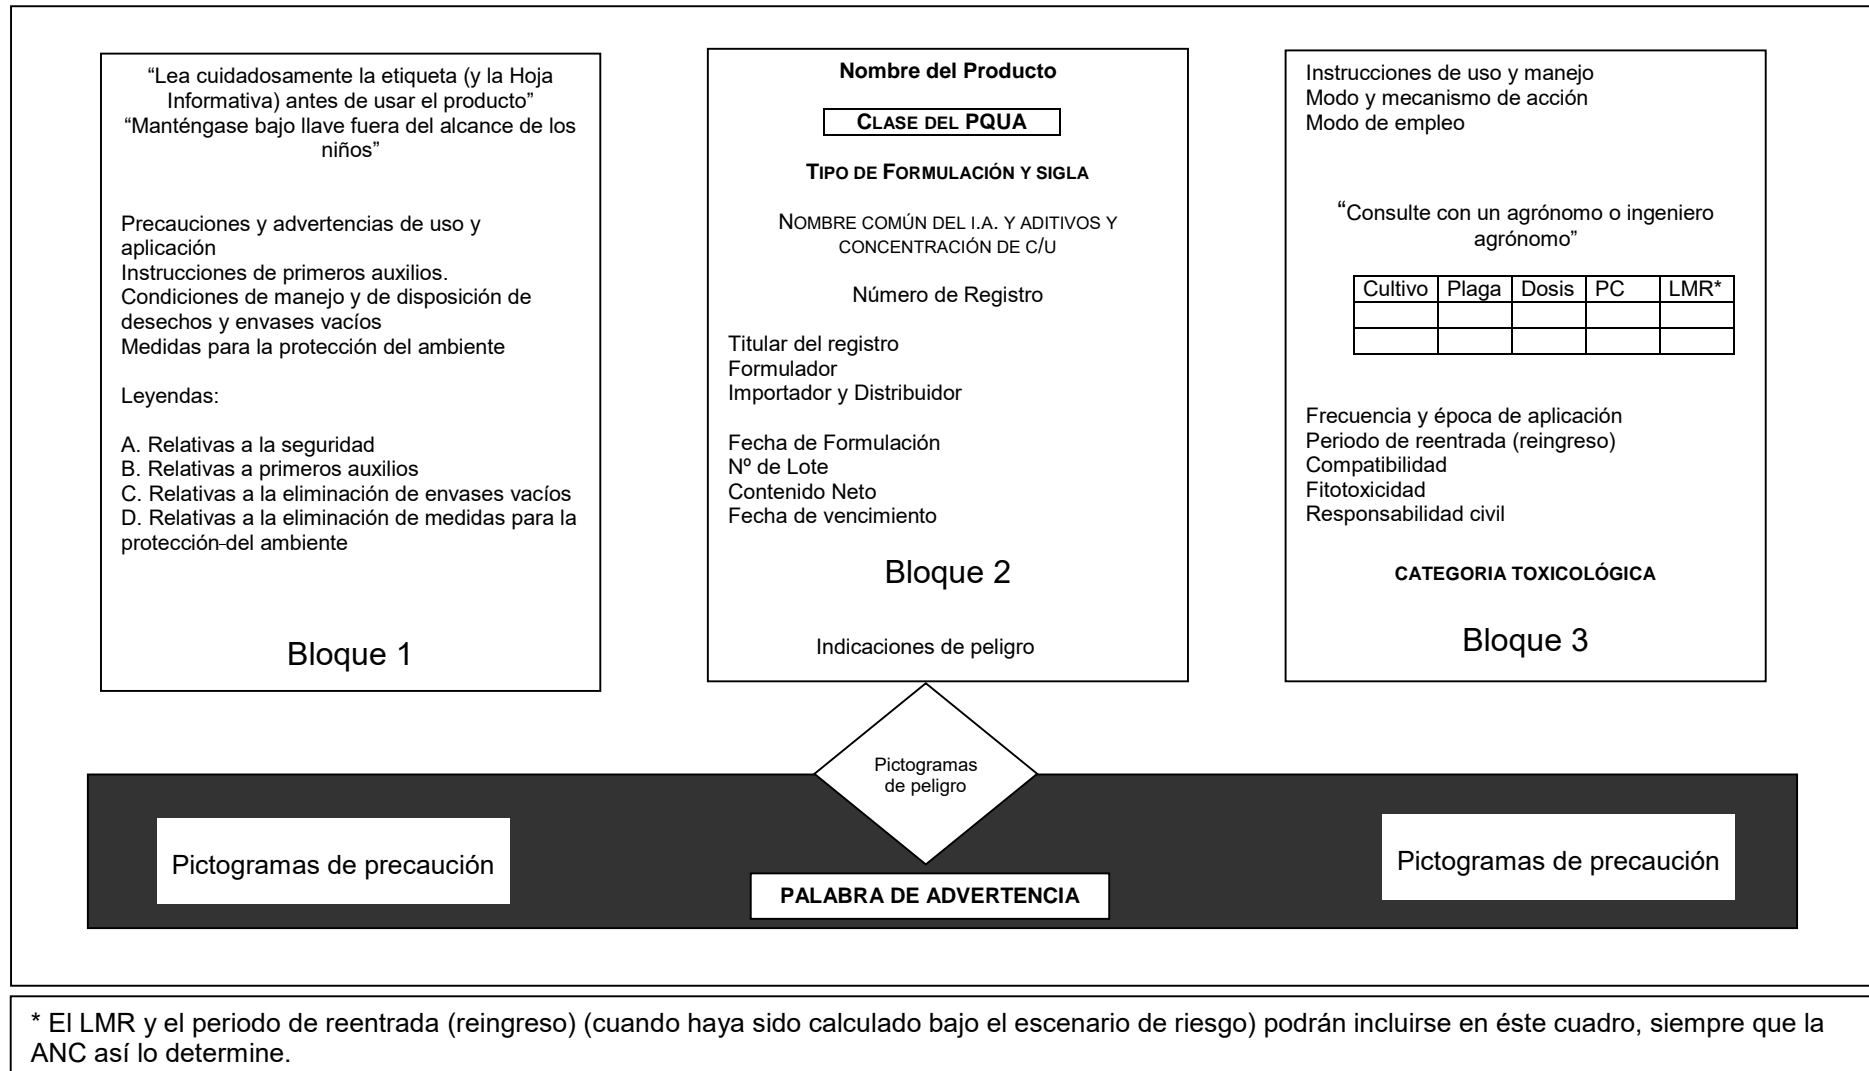 “Lea cuidadosamente la etiqueta (y la Hoja
Informativa) antes de usar el producto”
“Manténgase bajo llave fuera del alcance de los
niños”
Precauciones y advertencias de uso y
aplicación
Instrucciones de primeros auxilios.
Condiciones de manejo y de disposición de
desechos y envases vacíos
Medidas para la protección del ambiente
Leyendas:
A. Relativas a la seguridad
B. Relativas a primeros auxilios
C. Relativas a la eliminación de envases vacíos
D. Relativas a la eliminación de medidas para la
protección-del ambiente
Bloque 1
Nombre del Producto
CLASE DEL PQUA
TIPO DE FORMULACIÓN Y SIGLA
NOMBRE COMÚN DEL I.A. Y ADITIVOS Y
CONCENTRACIÓN DE C/U
Número de Registro
Titular del registro
Formulador
Importador y Distribuidor
Fecha de Formulación
Nº de Lote
Contenido Neto
Fecha de vencimiento
Bloque 2
Indicaciones de peligro
Instrucciones de uso y manejo
Modo y mecanismo de acción
Modo de empleo
“Consulte con un agrónomo o ingeniero
agrónomo”
Cultivo Plaga Dosis PC LMR*
Frecuencia y época de aplicación
Periodo de reentrada (reingreso)
Compatibilidad
Fitotoxicidad
Responsabilidad civil
CATEGORIA TOXICOLÓGICA
Bloque 3
Pictogramas
de peligro
Pictogramas de precaución
PALABRA DE ADVERTENCIA
Pictogramas de precaución
* El LMR y el periodo de reentrada (reingreso) (cuando haya sido calculado bajo el escenario de riesgo) podrán incluirse en éste cuadro, siempre que la
ANC así lo determine.